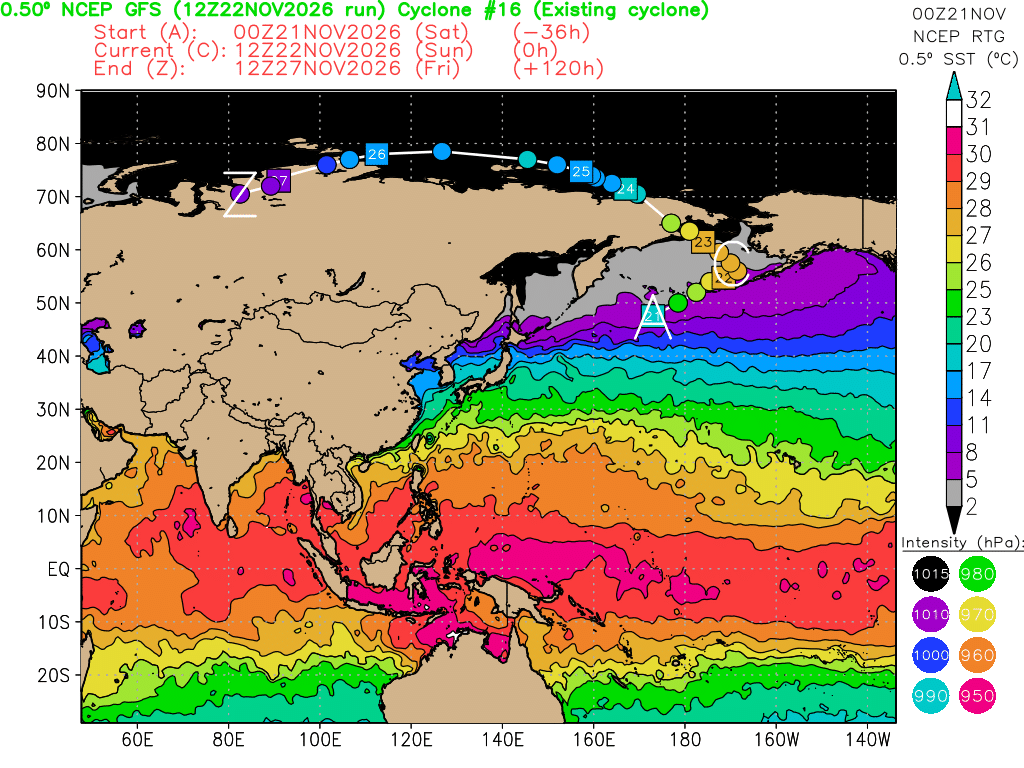 0.50º NCEP GFS (12Z22NOV2026 run) Cyclone #16 (Existing cyclone)
Start (A): 00Z21NOV2026 (Sat) (−36h)
Current (C): 12Z22NOV2026 (Sun) (0h)
End (Z): 12Z27NOV2026 (Fri) (+120h)
00Z21NOV
NCEP RTG
0.5º SST (ºC)
90N
80N
70N
60N
50N
40N
30N
20N
10N
EQ
10S
20S
60E
80E
100E
120E
140E
160E
180
160W
140W
Z
27
26
25
24
23
C
22
21
A
32
31
30
29
28
27
26
25
23
20
17
14
11
8
5
2
Intensity (hPa):
1015 980
1010 970
1000 960
990 950